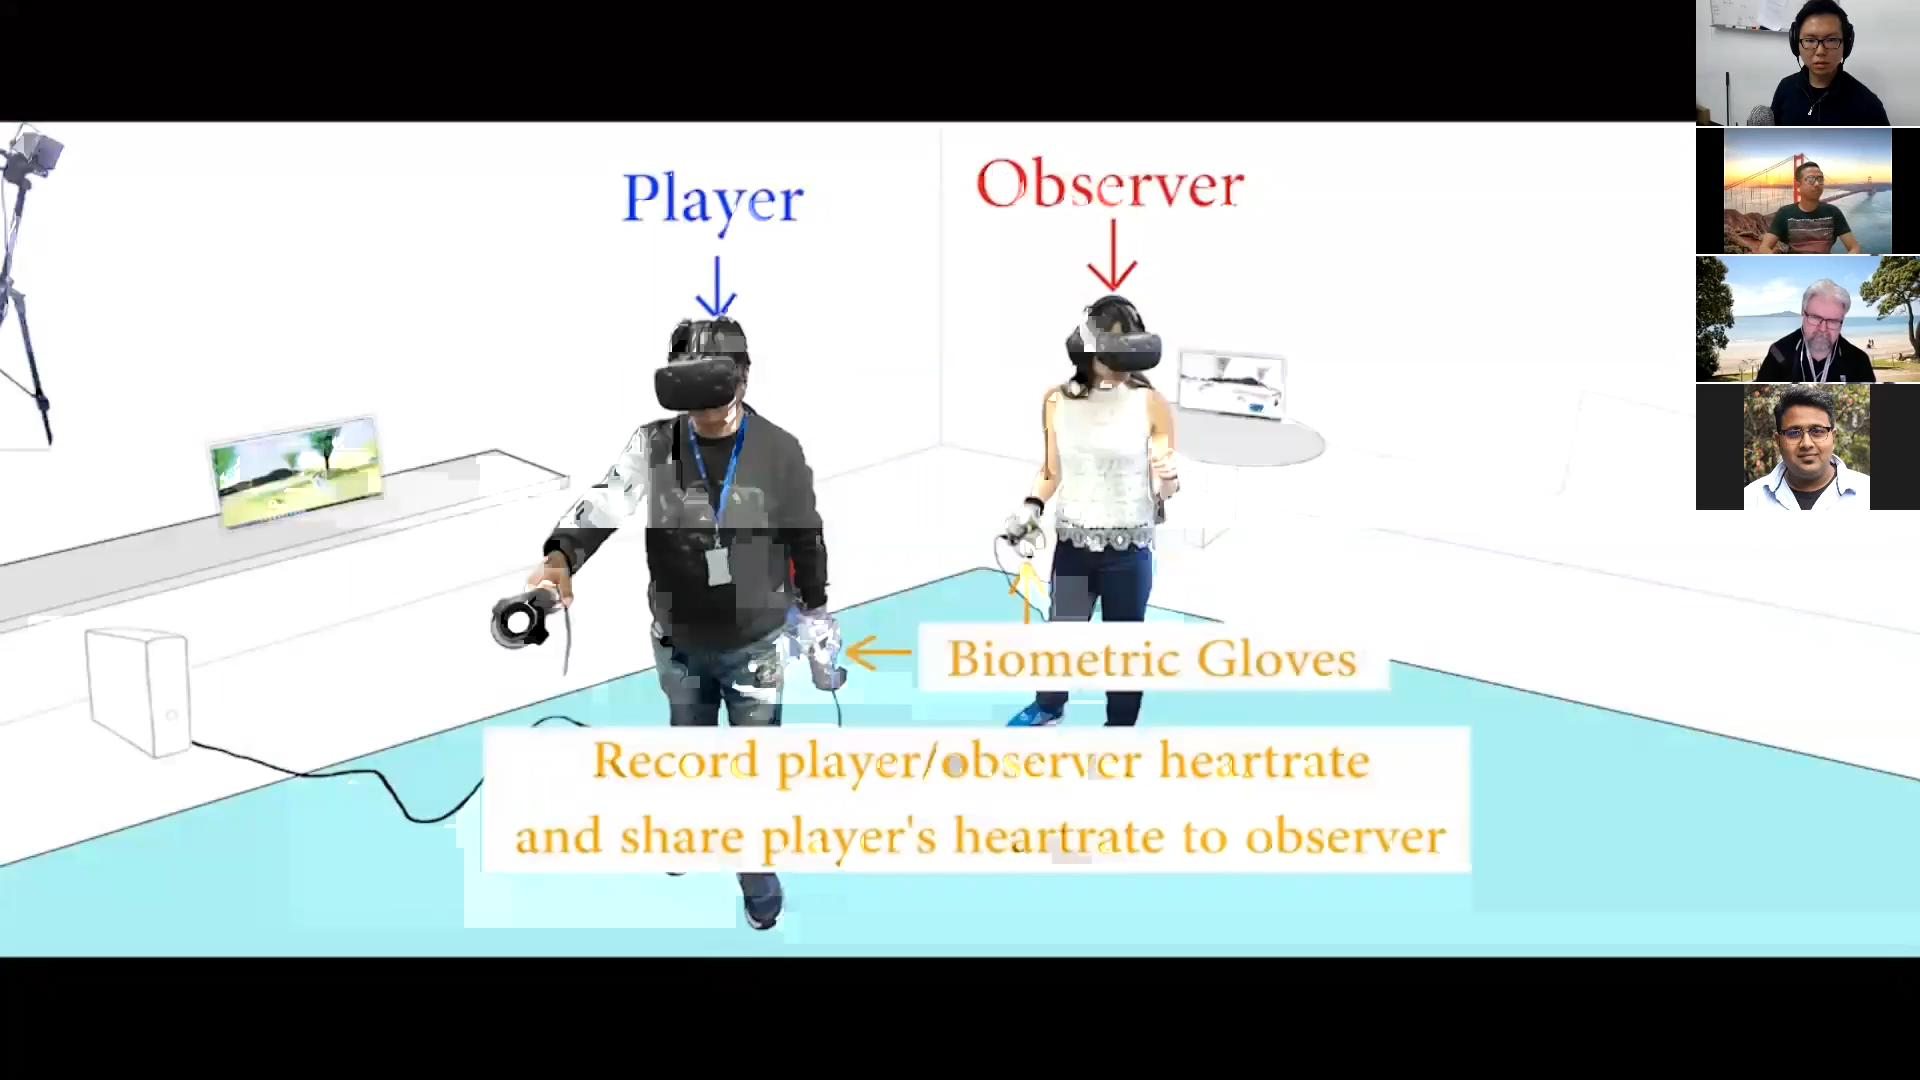 Player
Observer
Biometric Gloves
Record player/observer heartrate
and share player's heartrate to observer